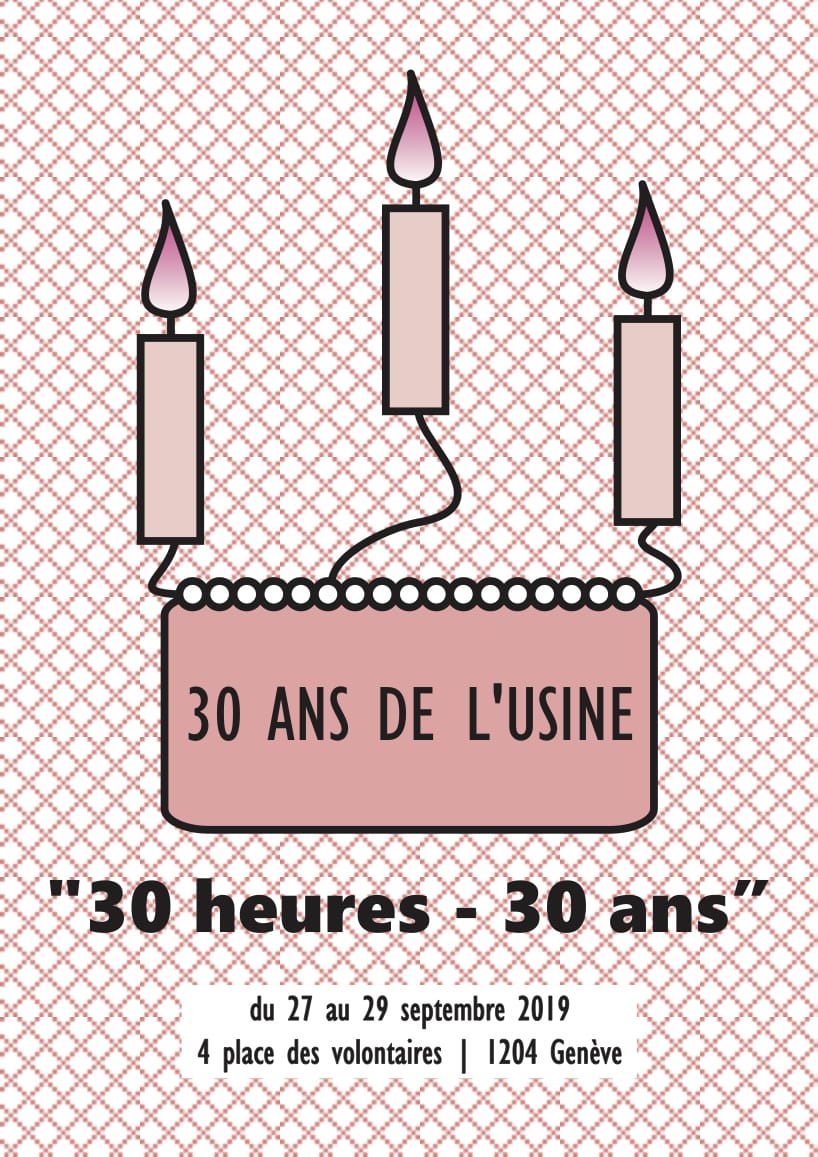 30 ANS DE L'USINE
"30 heures - 30 ans”
du 27 au 29 septembre 2019
4 place des volontaires | 1204 Genève